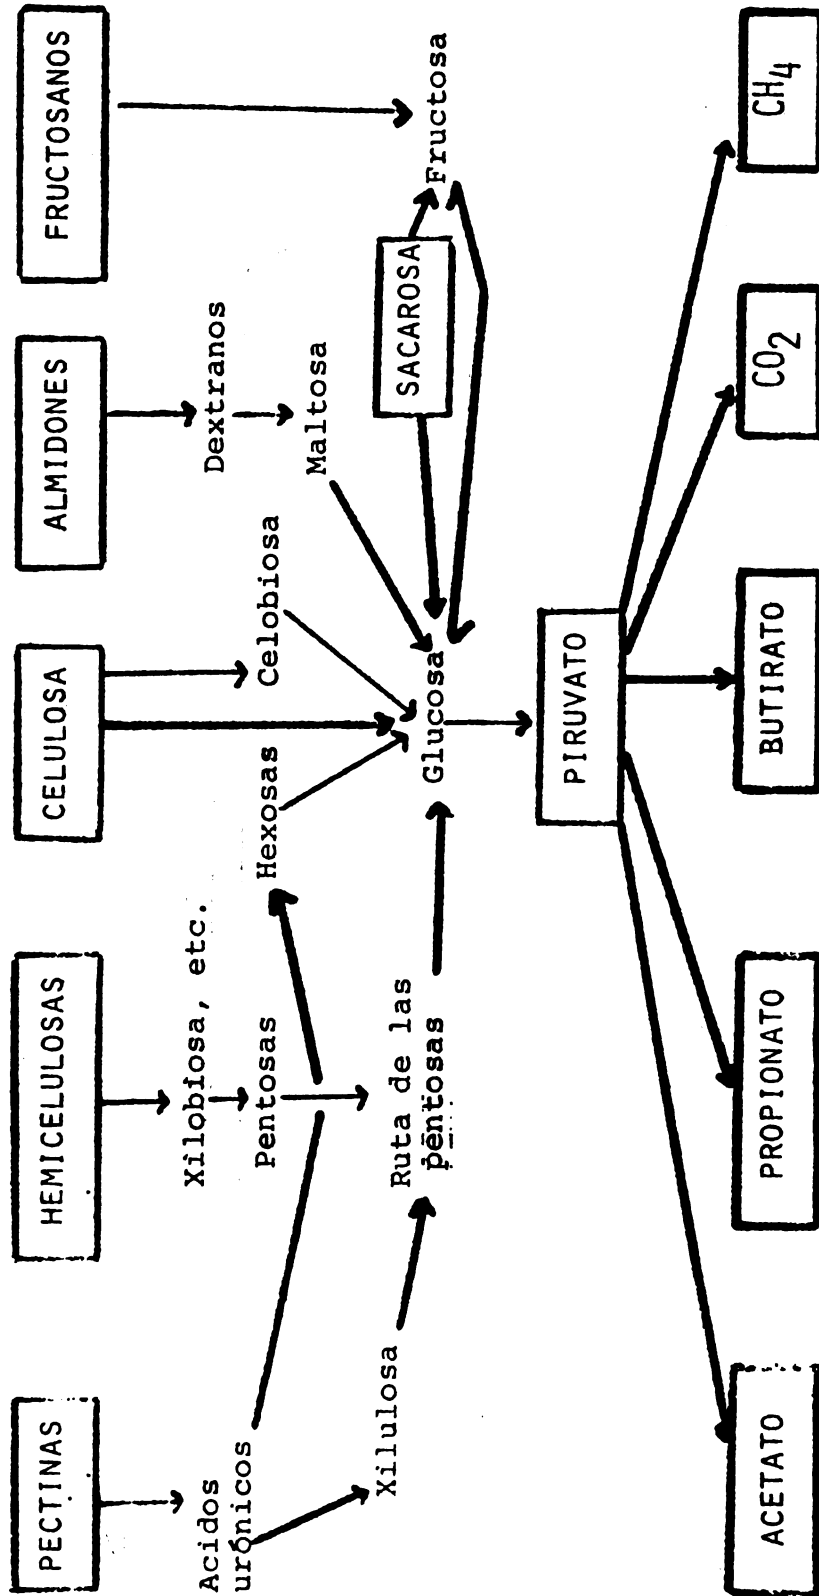 PECTINAS
HEMICELULOSAS
CELULOSA
ALMIDONES
FRUCTOSANOS
Acidos
urónicos
Xilobiosa, etc.
Pentosas
Hexosas
Celobiosa
Dextranos
Maltosa
Xilulosa
Ruta de las
pentosas
Glucosa
SACAROSA
Fructosa
PIRUVATO
ACETATO
PROPIONATO
BUTIRATO
CO2
CH4